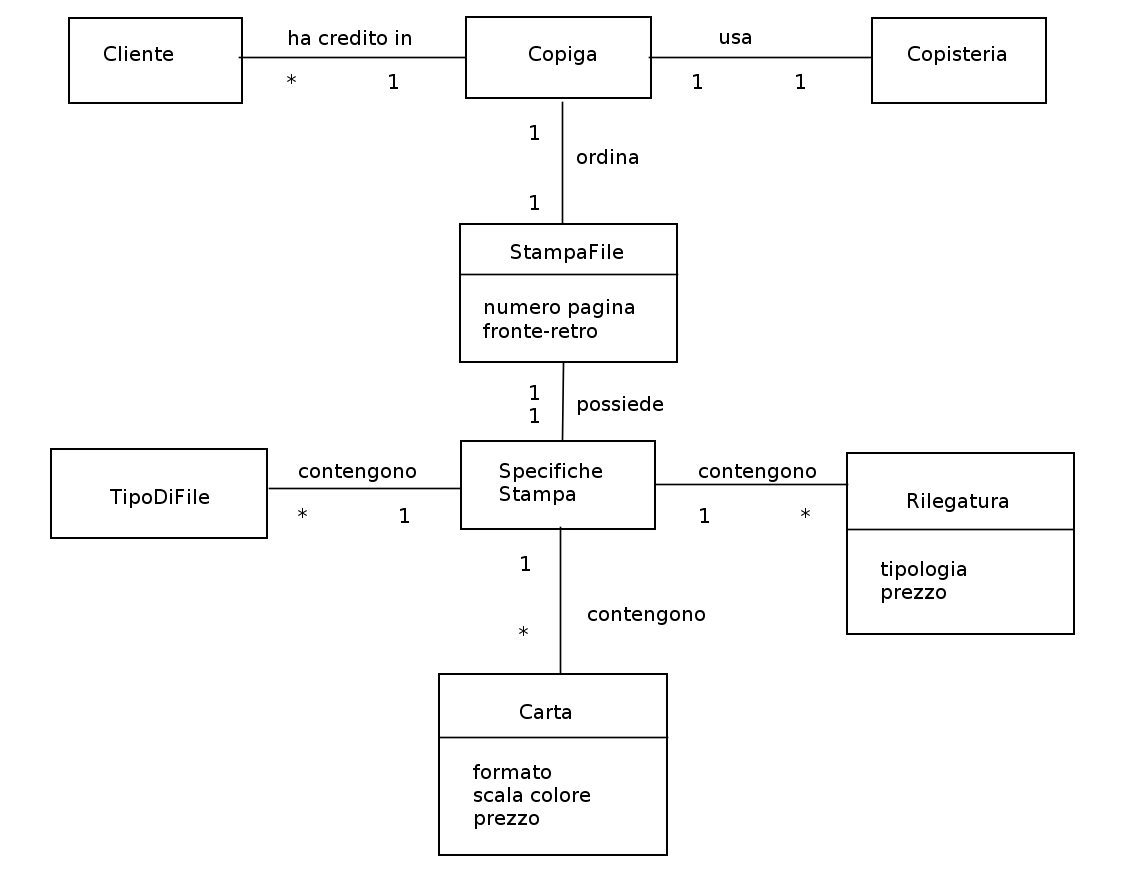 Cliente
ha credito in
* 1
Copiga
usa
1 1
Copisteria
1
ordina
1
StampaFile
numero pagina
fronte-retro
1
1
possiede
TipoDiFile
contengono
* 1
Specifiche
Stampa
contengono
1 *
Rilegatura
tipologia
prezzo
1
contengono
*
Carta
formato
scala colore
prezzo